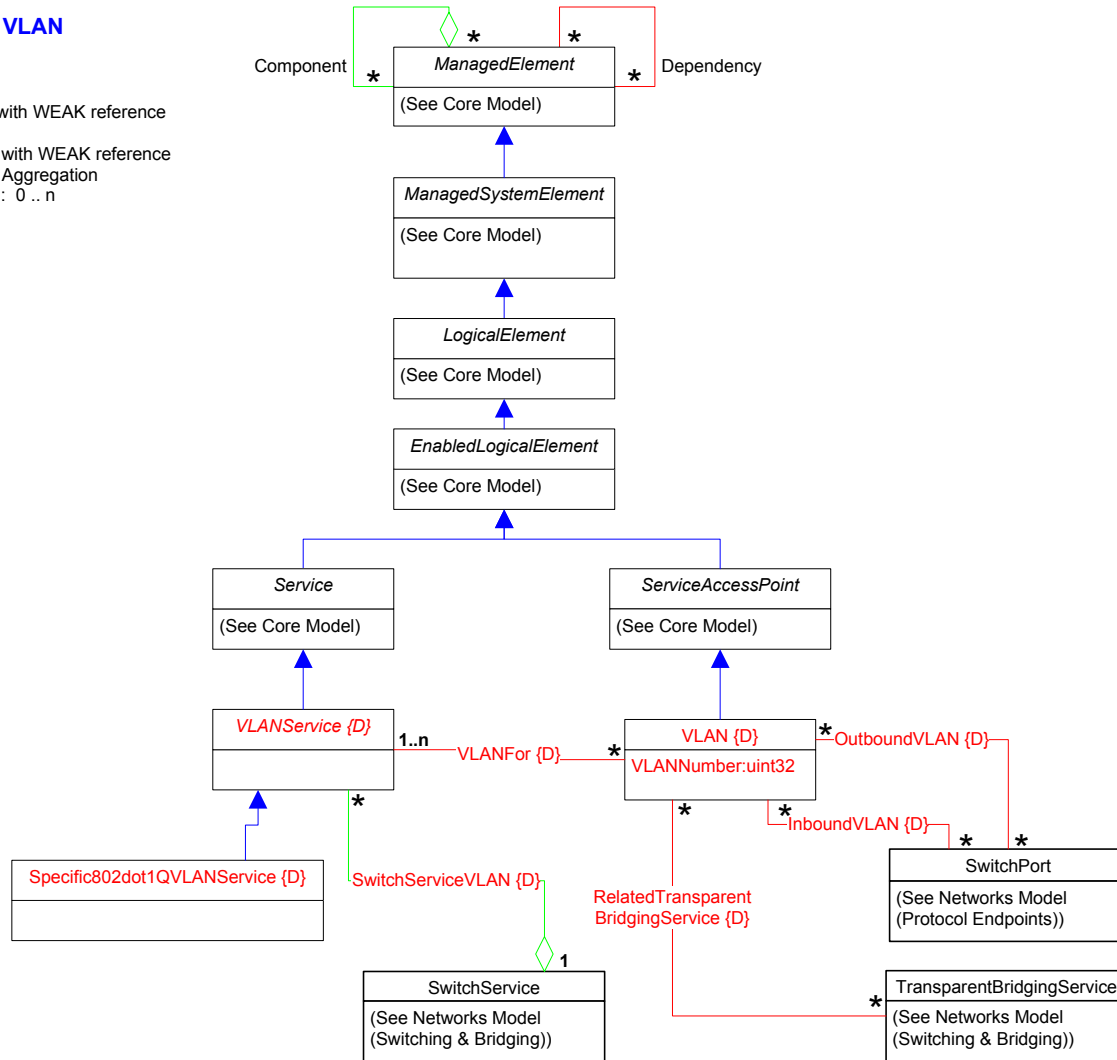 VLAN
with WEAK reference
with WEAK reference
Aggregation
: 0 .. n
Component
*
*
ManagedElement
(See Core Model)
*
*
Dependency
ManagedSystemElement
(See Core Model)
LogicalElement
(See Core Model)
EnabledLogicalElement
(See Core Model)
Service
(See Core Model)
ServiceAccessPoint
(See Core Model)
VLANService {D}
1..n
VLANFor {D}
*
VLAN {D}
VLANNumber:uint32
*
OutboundVLAN {D}
*
*
InboundVLAN {D}
*
*
*
Specific802dot1QVLANService {D}
SwitchServiceVLAN {D}
1
RelatedTransparent
BridgingService {D}
SwitchPort
(See Networks Model
(Protocol Endpoints))
SwitchService
(See Networks Model
(Switching & Bridging))
*
TransparentBridgingService
(See Networks Model
(Switching & Bridging))